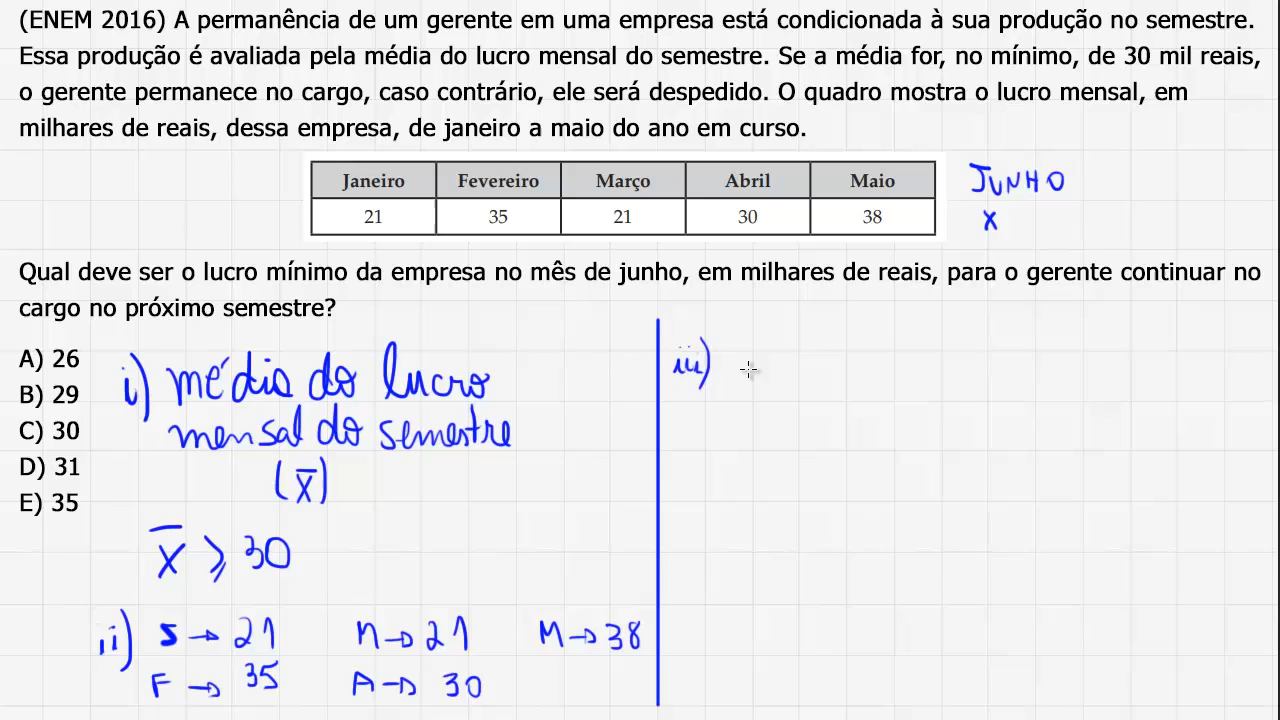 (ENEM 2016) A permanência de um gerente em uma empresa está condicionada à sua produção no semestre.
Essa produção é avaliada pela média do lucro mensal do semestre. Se a média for, no mínimo, de 30 mil reais,
o gerente permanece no cargo, caso contrário, ele será despedido. O quadro mostra o lucro mensal, em
milhares de reais, dessa empresa, de janeiro a maio do ano em curso.
Janeiro Fevereiro Março Abril Maio JUNHO
21 35 21 30 38 x
Qual deve ser o lucro mínimo da empresa no mês de junho, em milhares de reais, para o gerente continuar no
cargo no próximo semestre?
A) 26
B) 29
C) 30
D) 31
E) 35
i) média do lucro
mensal do semestre
(x̅)
x̅ ⩾ 30
ii) J → 21 M → 21 M → 38
F → 35 A → 30
iii)